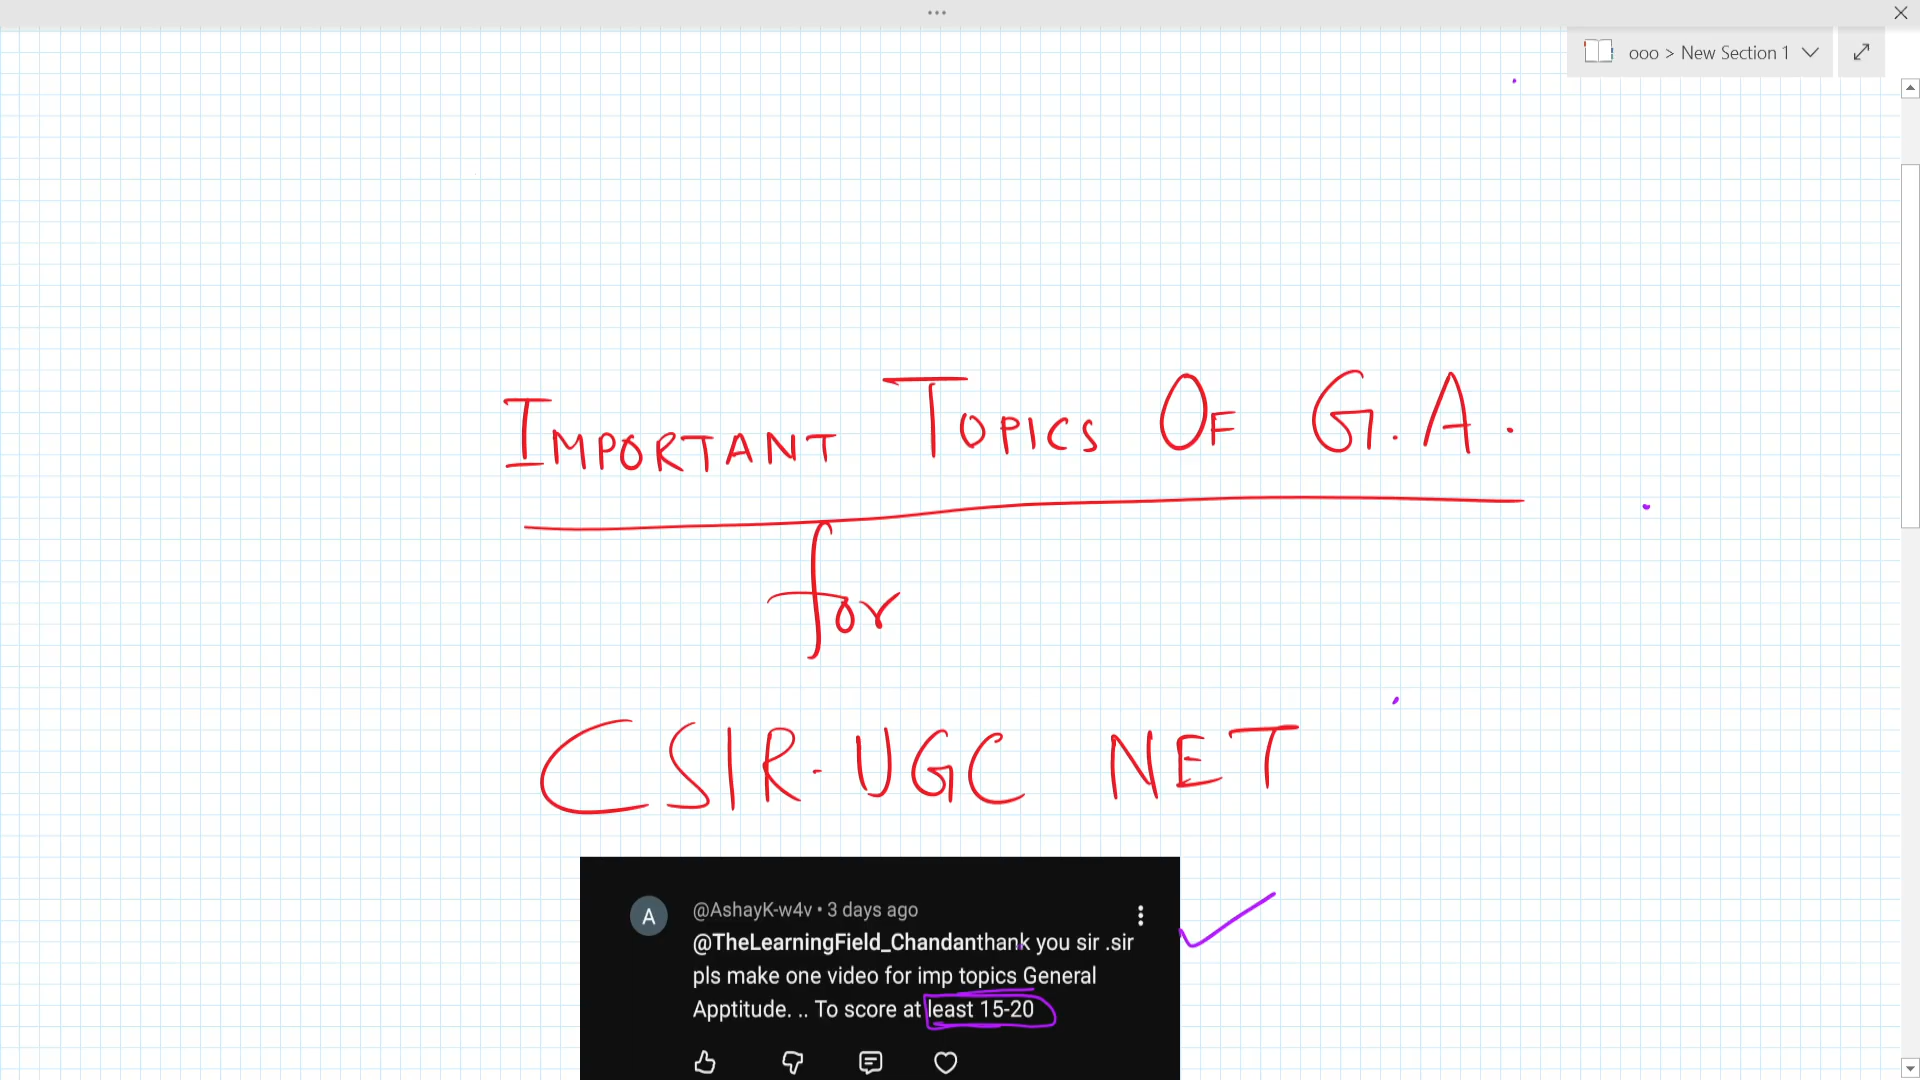 ooo > New Section 1
IMPORTANT TOPICS OF G.A.
for
CSIR-UGC NET
A
@AshayK-w4v • 3 days ago
@TheLearningField_Chandanthank you sir .sir
pls make one video for imp topics General
Apptitude. .. To score at least 15-20